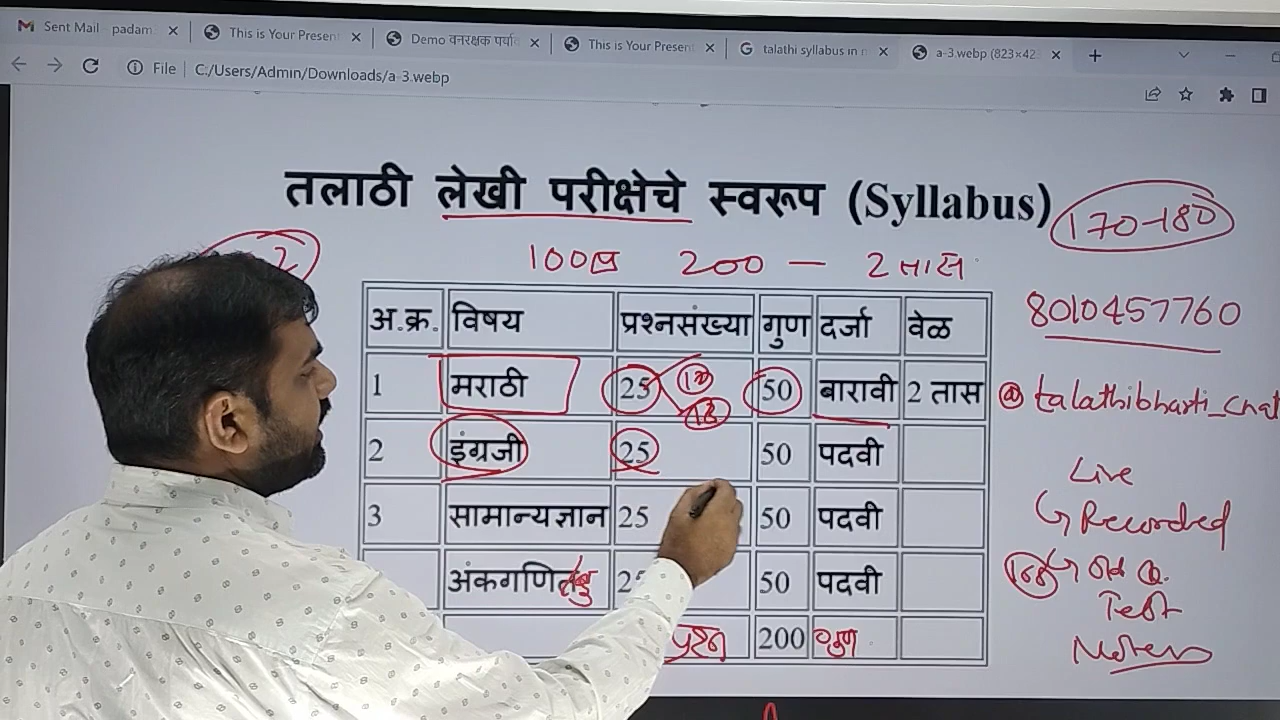 Sent Mail padam
This is Your Present
Demo वनरक्षक पर्या
This is Your Present
talathi syllabus in
a-3.webp (823×42
File C:/Users/Admin/Downloads/a-3.webp
तलाठी लेखी परीक्षेचे स्वरूप (Syllabus)
170-180
100प्र 200 — 2 तास
8010457760
अ.क्र. विषय प्रश्नसंख्या गुण दर्जा वेळ
1 मराठी 25 50 बारावी 2 तास
@talathibharti_chat
2 इंग्रजी 25 50 पदवी
Live
3 सामान्यज्ञान 25 50 पदवी
Recorded
अंकगणित 25 50 पदवी
Old Q.
Test
प्रश्न 200 गुण
Notes